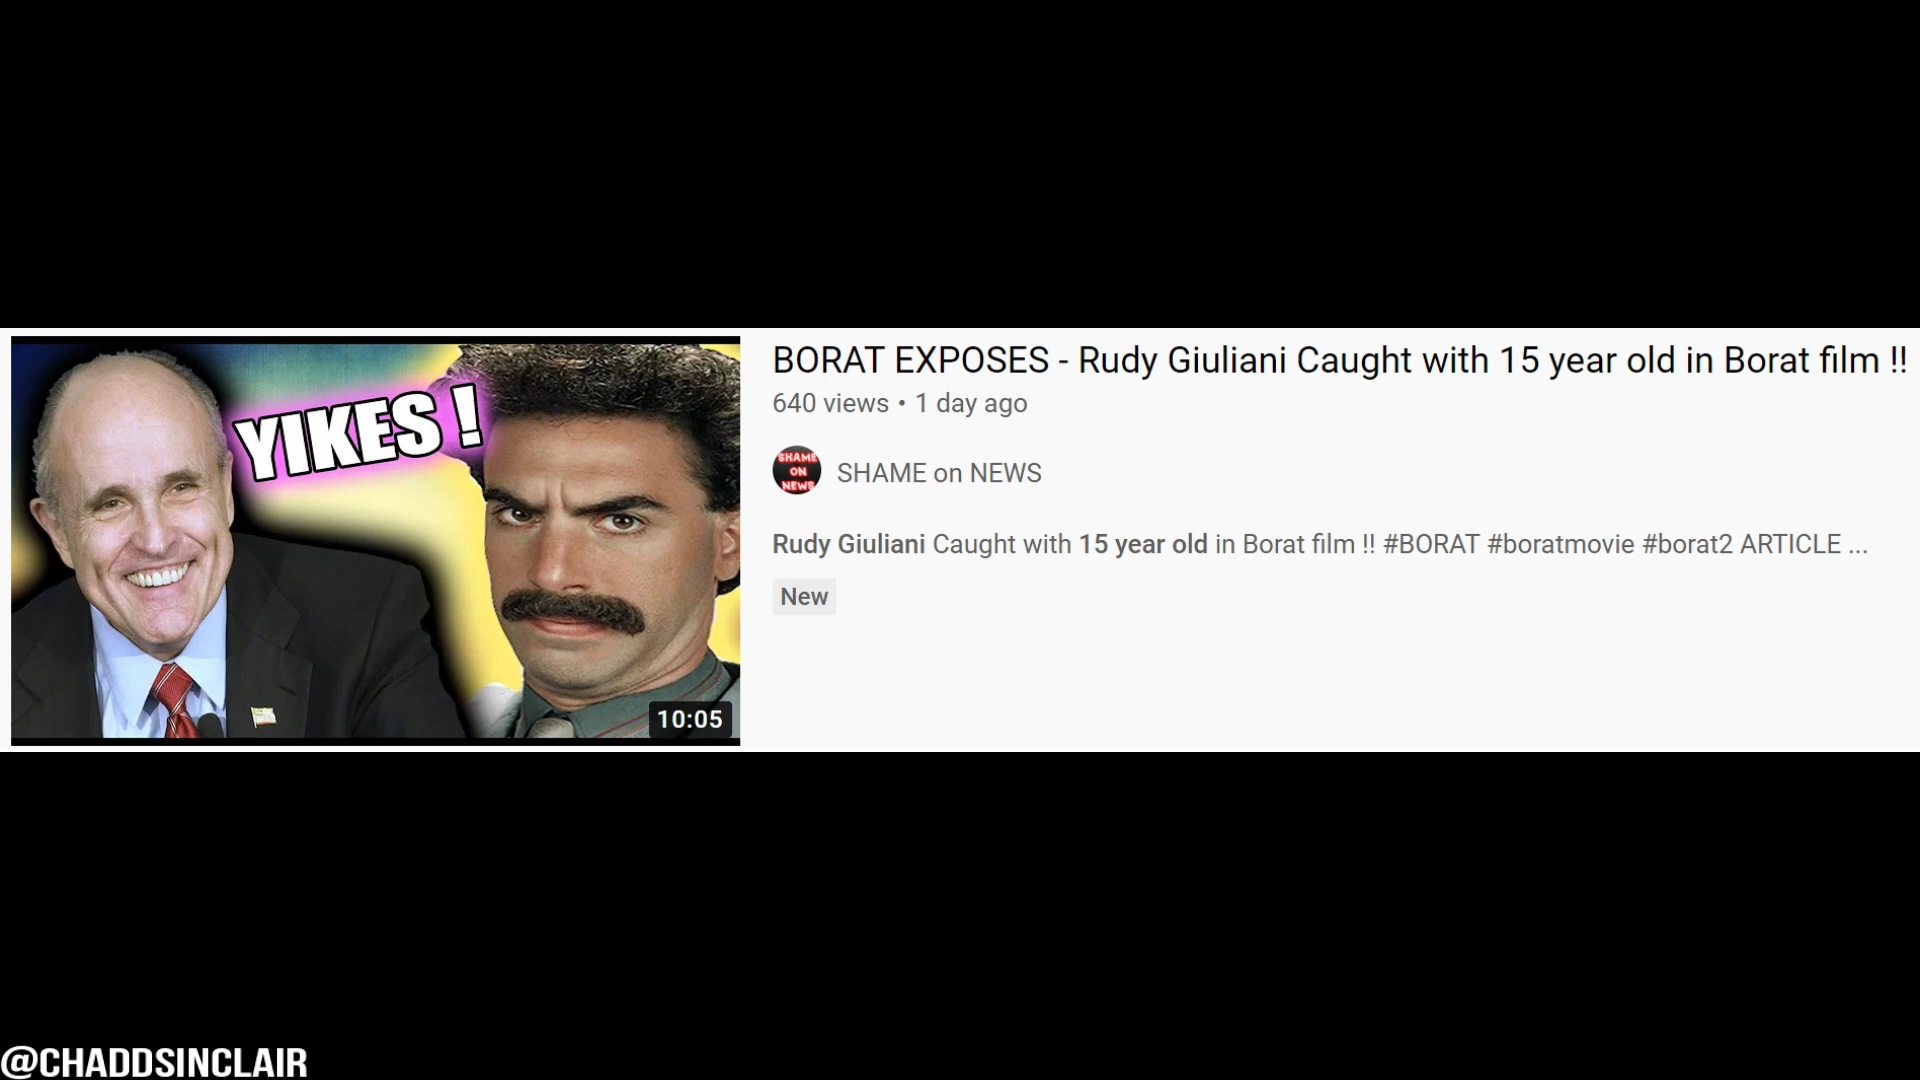 YIKES !
10:05
BORAT EXPOSES - Rudy Giuliani Caught with 15 year old in Borat film !!
640 views • 1 day ago
SHAME
ON
NEWS
SHAME on NEWS
Rudy Giuliani Caught with 15 year old in Borat film !! #BORAT #boratmovie #borat2 ARTICLE ...
New
@CHADDSINCLAIR